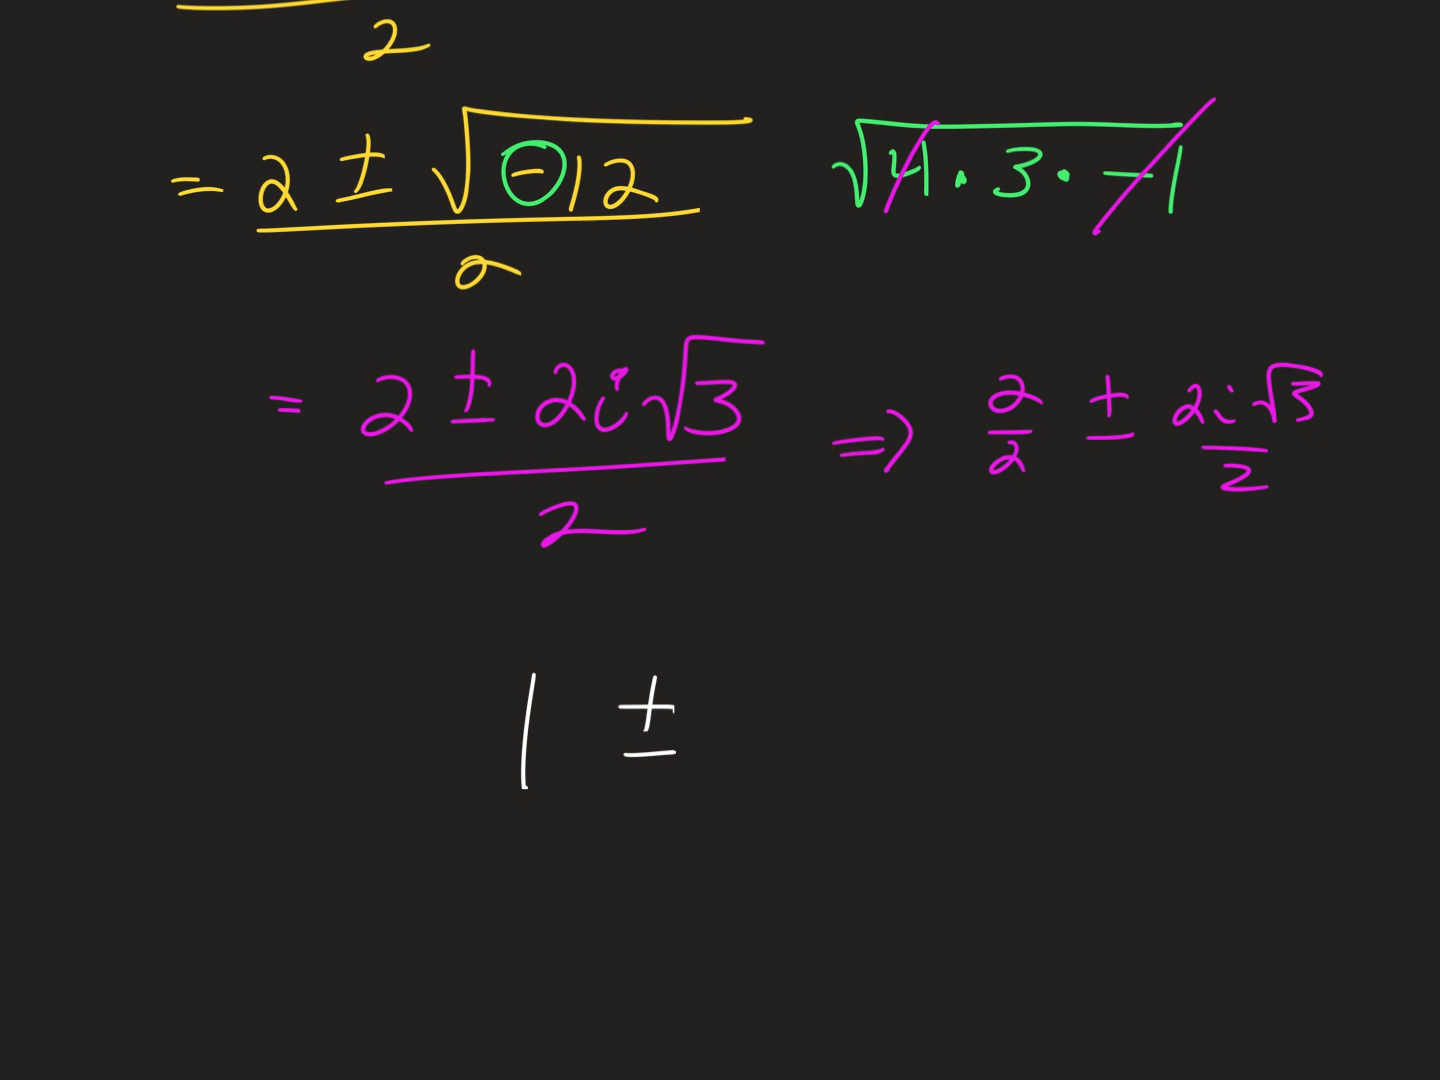 2
= 2 ± √-12
2
√4 · 3 · -1
= 2 ± 2i√3
2
⇒ 2/2 ± 2i√3/2
1 ±